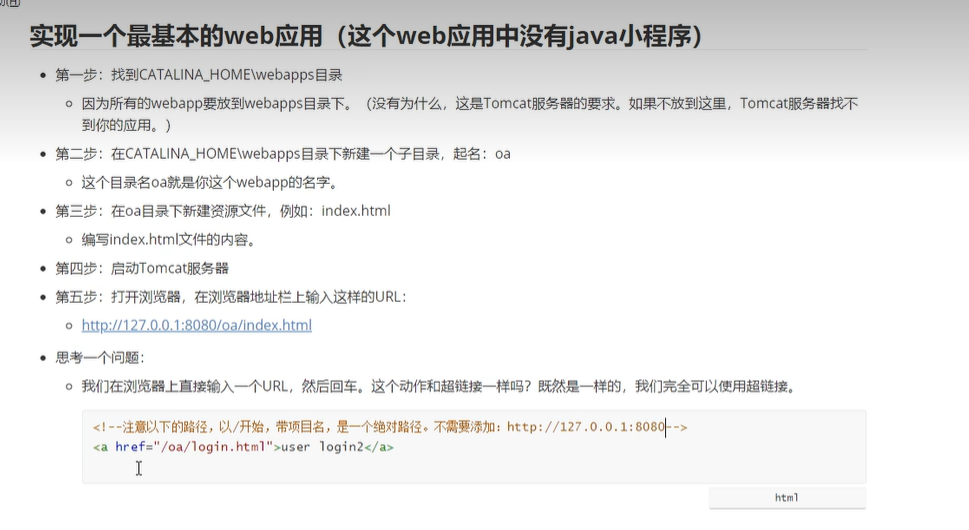 实现一个最基本的web应用（这个web应用中没有java小程序）
第一步：找到CATALINA_HOME\webapps目录
因为所有的webapp要放到webapps目录下。（没有为什么，这是Tomcat服务器的要求。如果不放到这里，Tomcat服务器找不
到你的应用。）
第二步：在CATALINA_HOME\webapps目录下新建一个子目录，起名：oa
这个目录名oa就是你这个webapp的名字。
第三步：在oa目录下新建资源文件，例如：index.html
编写index.html文件的内容。
第四步：启动Tomcat服务器
第五步：打开浏览器，在浏览器地址栏上输入这样的URL：
http://127.0.0.1:8080/oa/index.html
思考一个问题：
我们在浏览器上直接输入一个URL，然后回车。这个动作和超链接一样吗？既然是一样的，我们完全可以使用超链接。
<!--注意以下的路径，以/开始，带项目名，是一个绝对路径。不需要添加：http://127.0.0.1:8080-->
<a href="/oa/login.html">user login2</a>
html